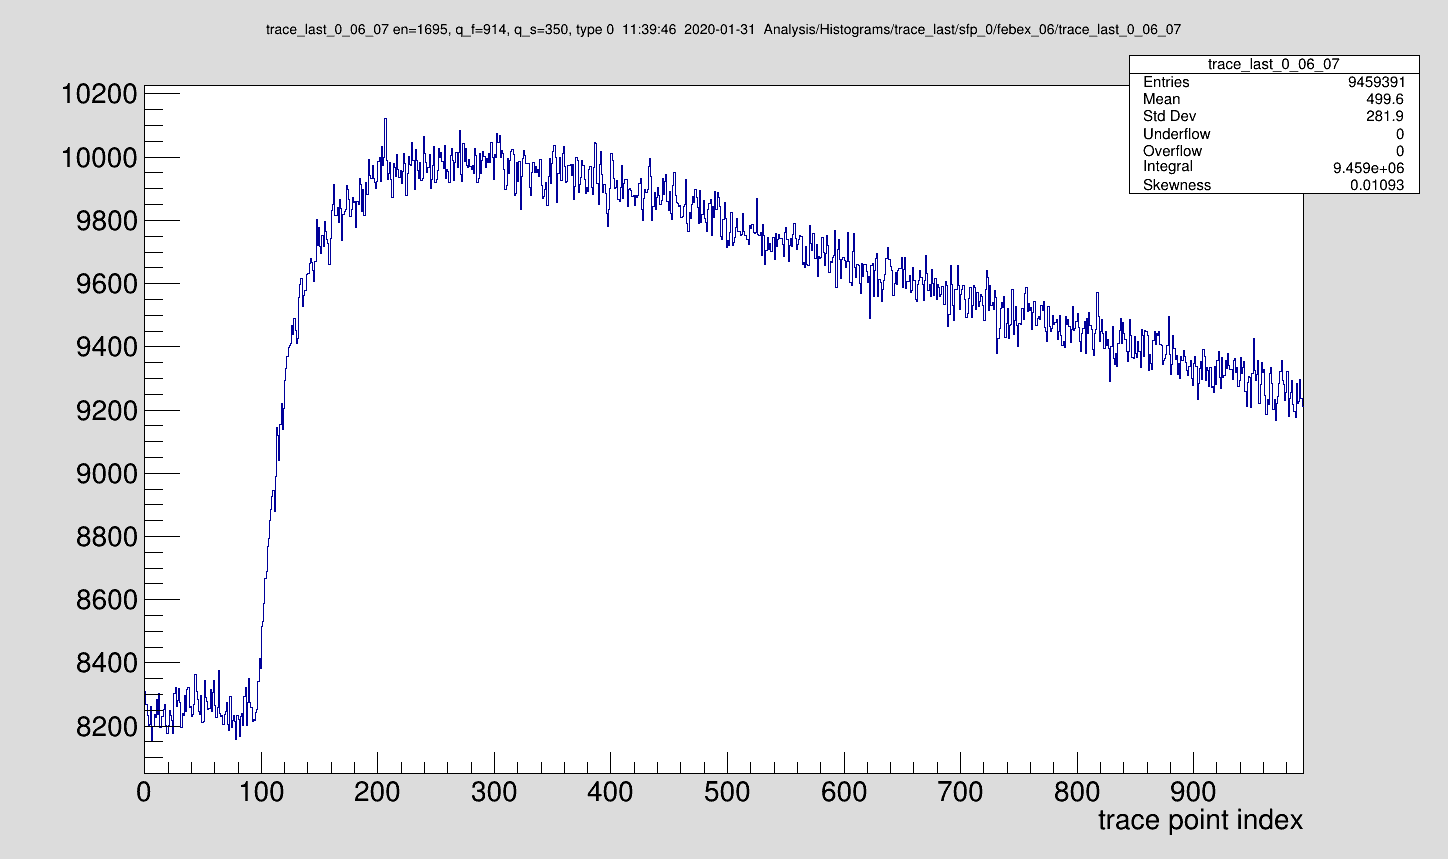 trace_last_0_06_07 en=1695, q_f=914, q_s=350, type 0  11:39:46  2020-01-31  Analysis/Histograms/trace_last/sfp_0/febex_06/trace_last_0_06_07
trace_last_0_06_07
Entries 9459391
Mean 499.6
Std Dev 281.9
Underflow 0
Overflow 0
Integral 9.459e+06
Skewness 0.01093
10200
10000
9800
9600
9400
9200
9000
8800
8600
8400
8200
0 100 200 300 400 500 600 700 800 900
trace point index